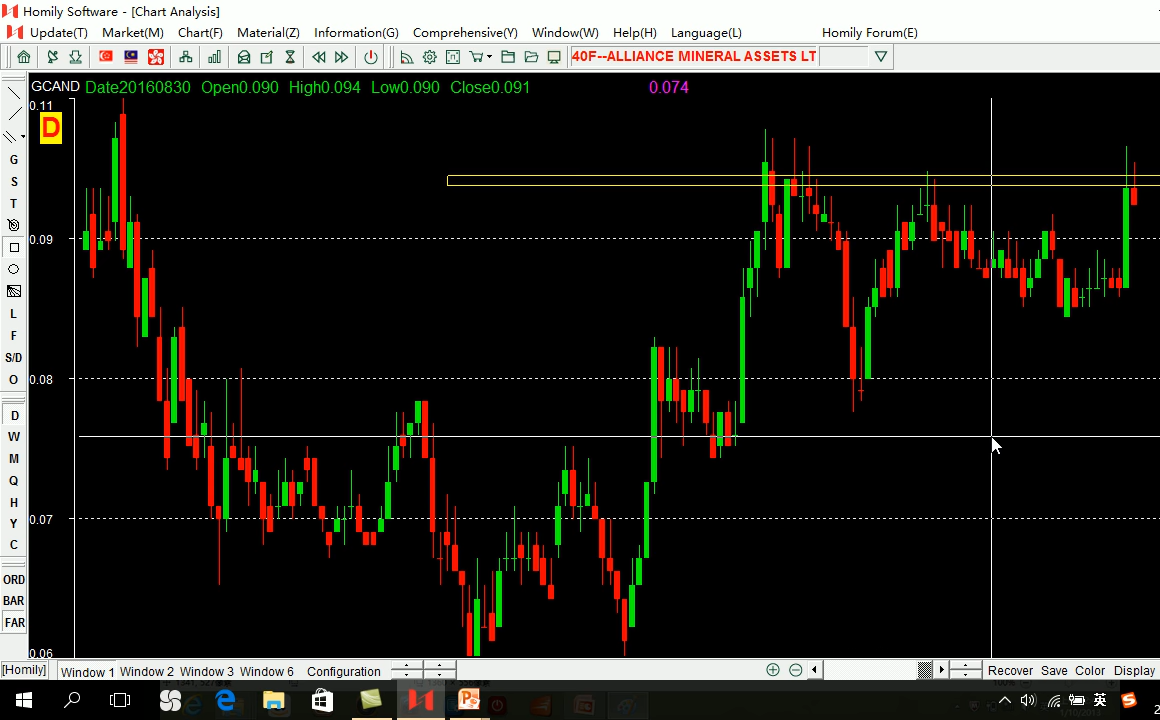 Homily Software - [Chart Analysis]
Update(T) Market(M) Chart(F) Material(Z) Information(G) Comprehensive(Y) Window(W) Help(H) Language(L) Homily Forum(E)
40F--ALLIANCE MINERAL ASSETS LT
GCAND Date20160830 Open0.090 High0.094 Low0.090 Close0.091 0.074
0.11
D
G
S
T
0.09
L
F
S/D
O
0.08
D
W
M
Q
H
0.07
Y
C
ORD
BAR
FAR
0.06
[Homily] Window 1 Window 2 Window 3 Window 6 Configuration Recover Save Color Display
英